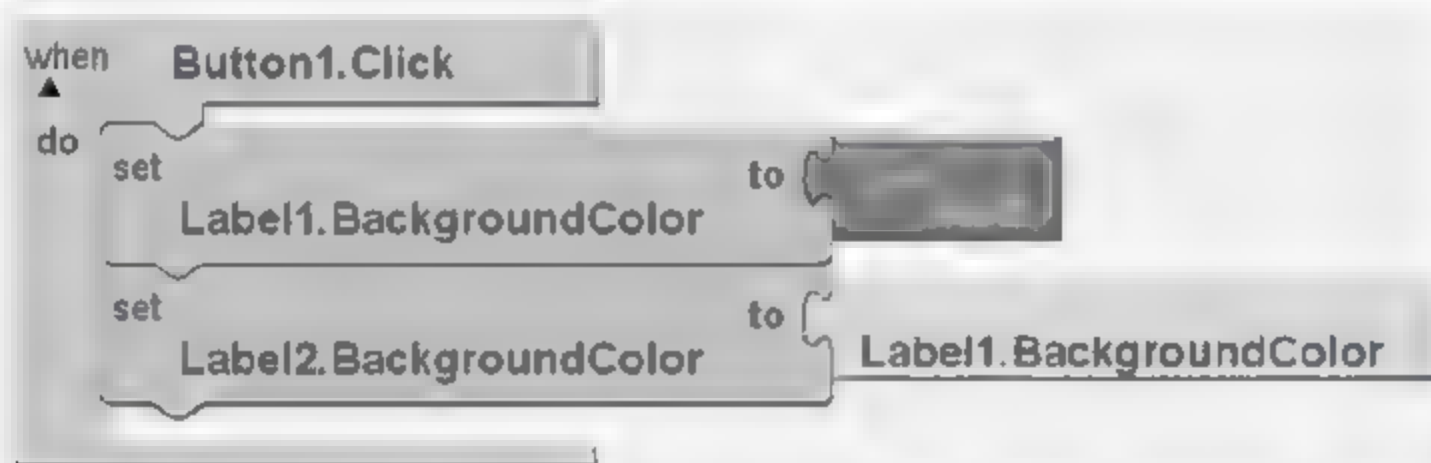 when Button1.Click
do
set to
Label1.BackgroundColor
set to
Label2.BackgroundColor Label1.BackgroundColor